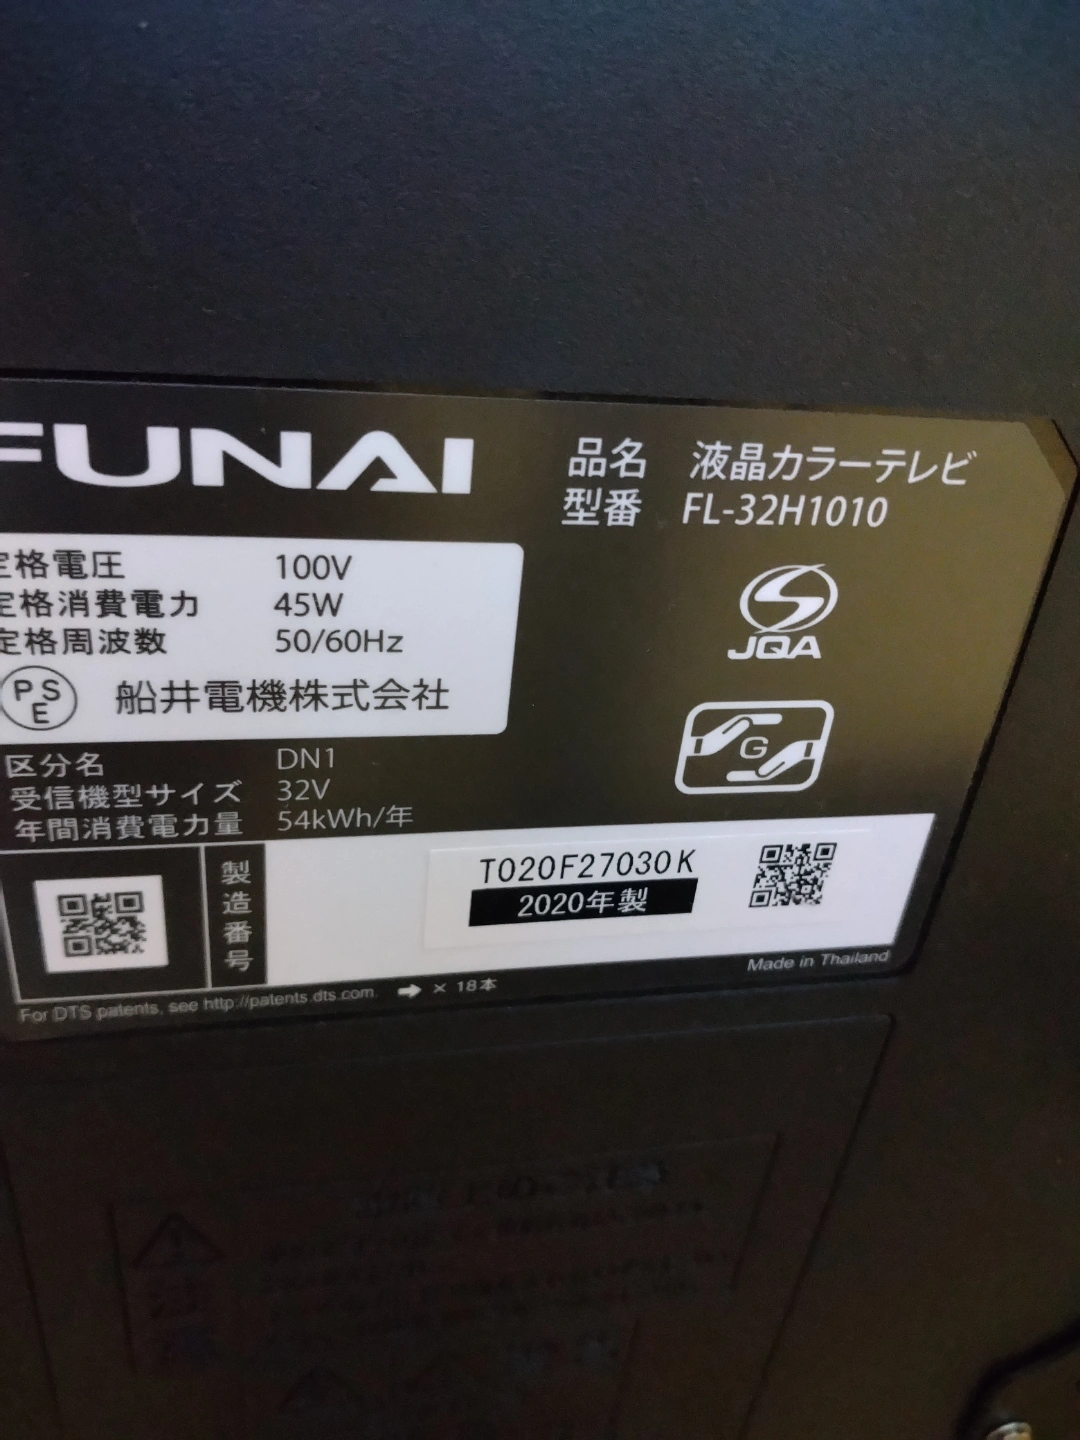 FUNAI
品名 液晶カラーテレビ
型番 FL-32H1010
定格電圧 100V
定格消費電力 45W
定格周波数 50/60Hz
PSE 船井電機株式会社
JQA
G
区分名 DN1
受信機型サイズ 32V
年間消費電力量 54kWh/年
製造番号
T020F27030K
2020年製
Made in Thailand
For DTS patents, see http://patents.dts.com. ➡ × 18本